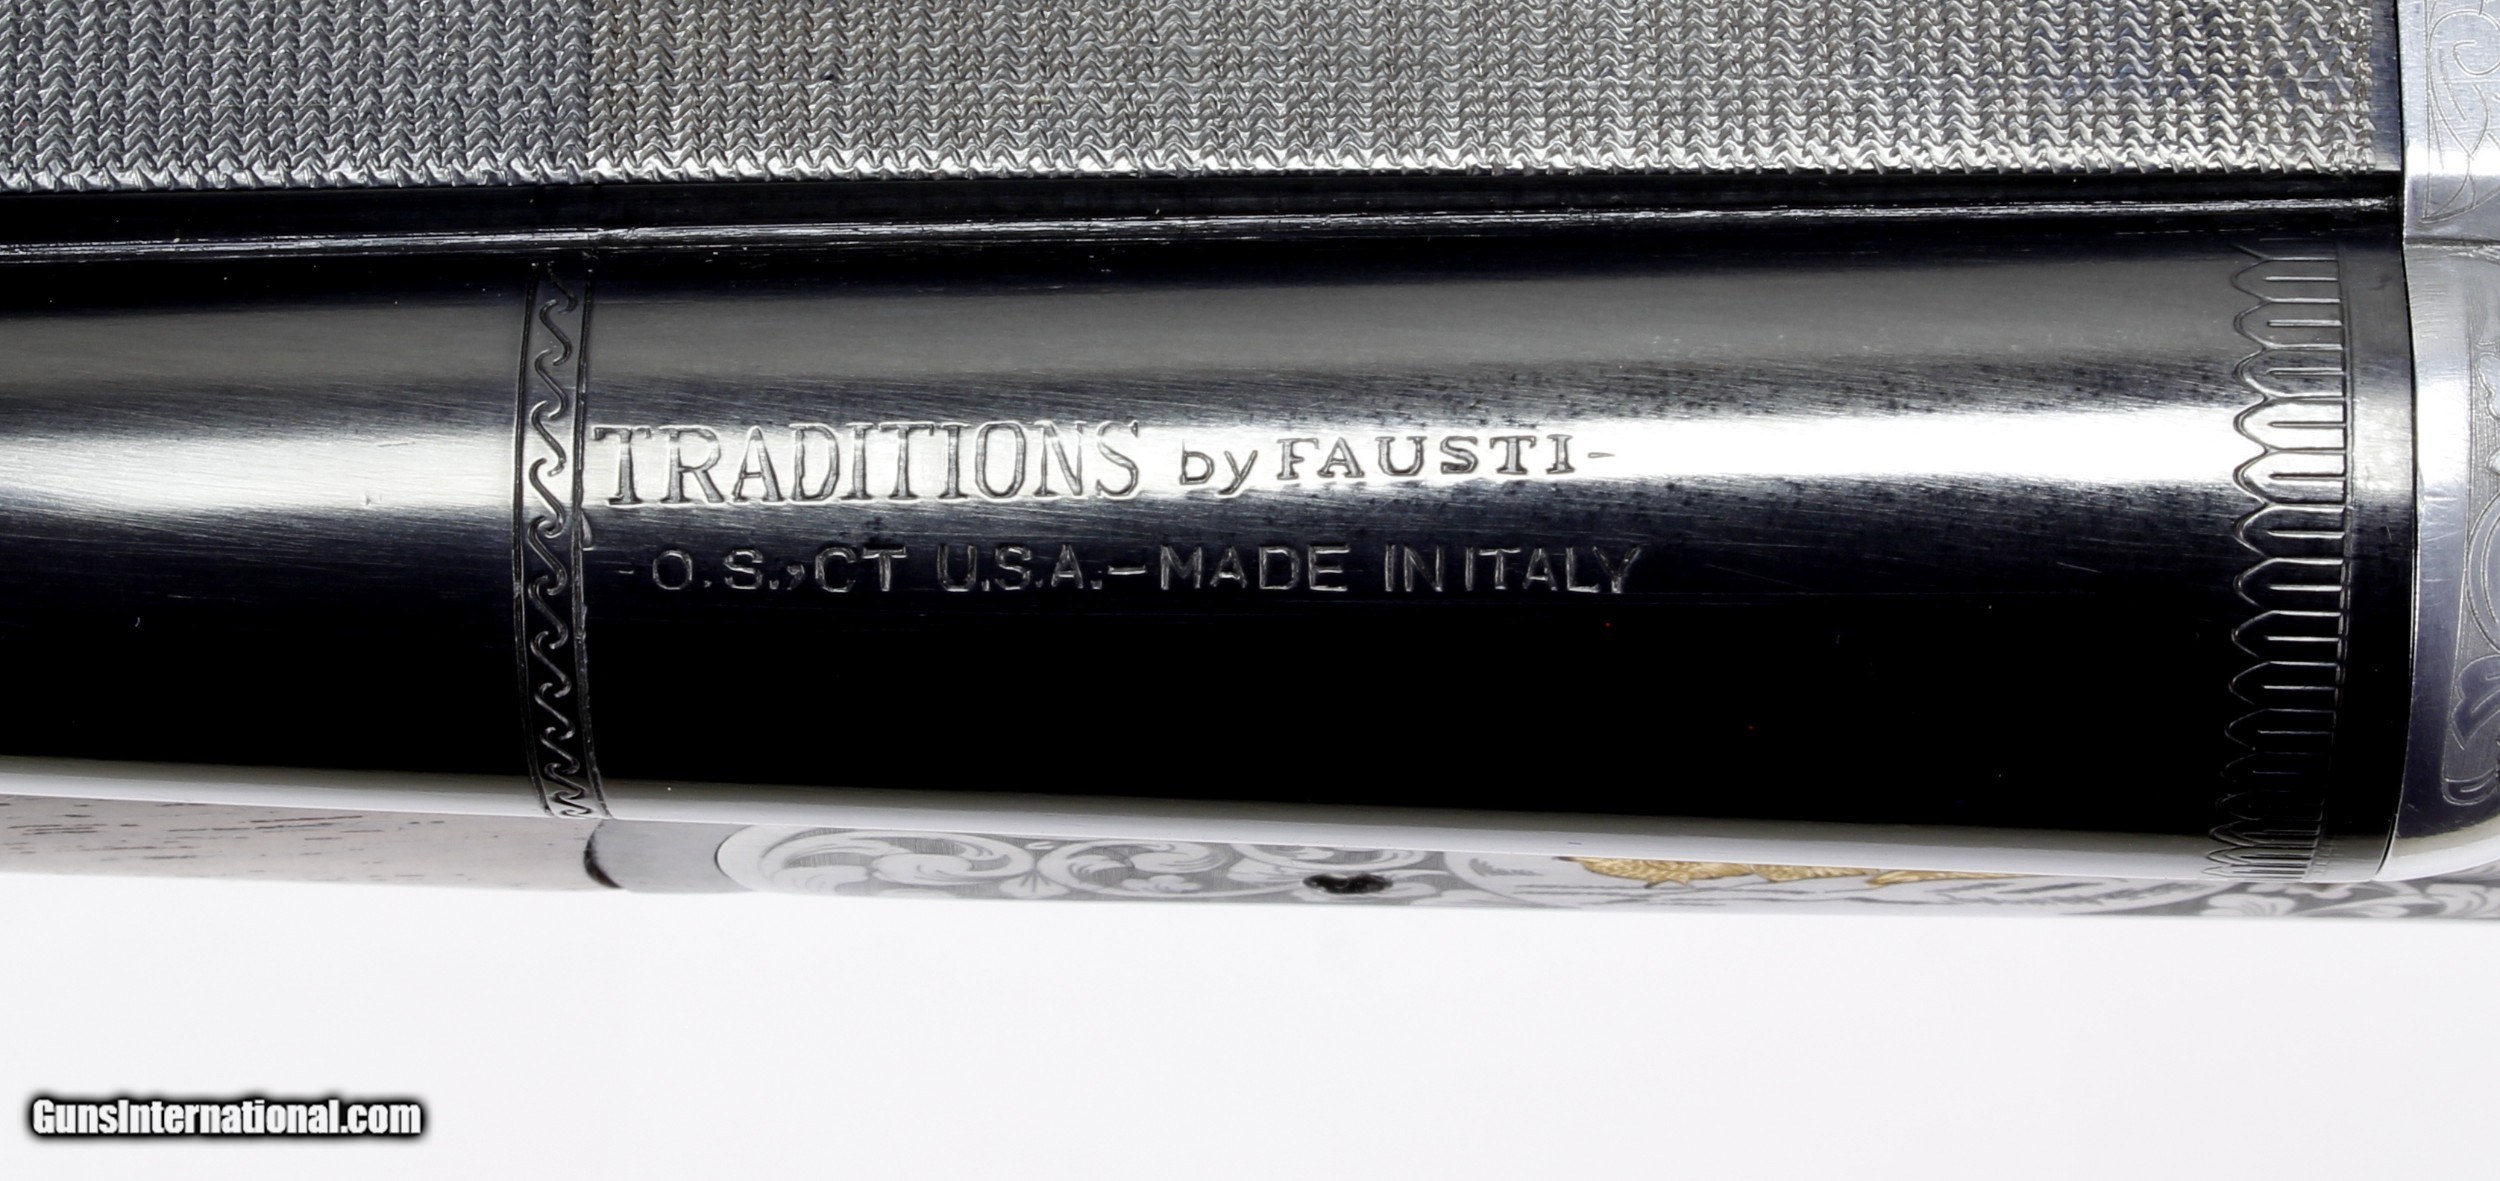 TRADITIONS by FAUSTI-
-O.S.,CT U.S.A.-MADE IN ITALY
GunsInternational.com